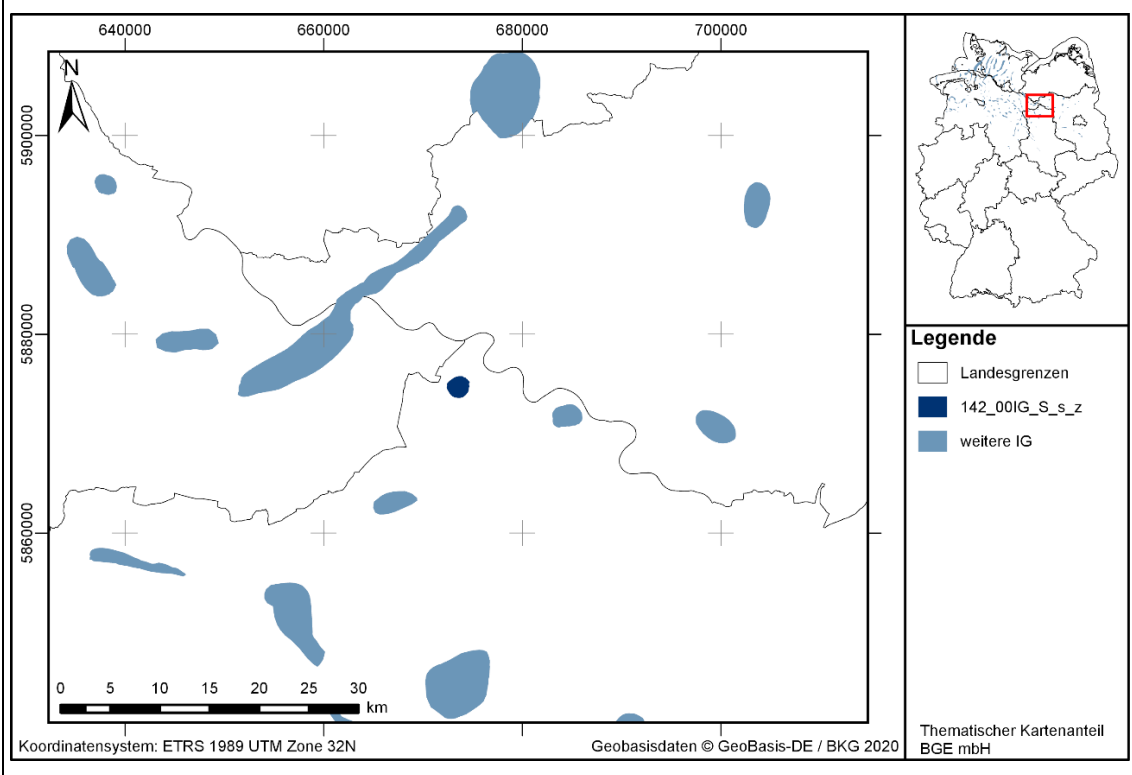 640000 660000 680000 700000
N
5900000
5880000
5860000
0 5 10 15 20 25 30
km
Koordinatensystem: ETRS 1989 UTM Zone 32N
Geobasisdaten © GeoBasis-DE / BKG 2020
Legende
Landesgrenzen
142_00IG_S_s_z
weitere IG
Thematischer Kartenanteil
BGE mbH